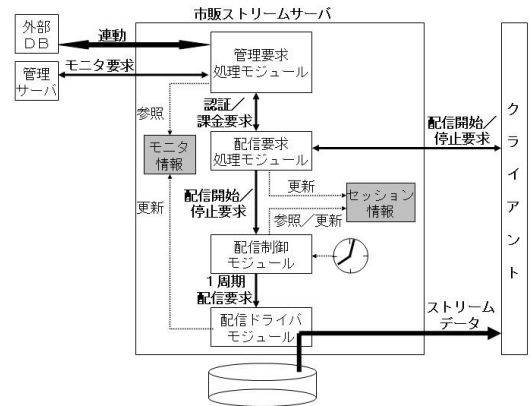 市販ストリームサーバ
外部
DB
連動
管理要求
処理モジュール
管理
サーバ
モニタ要求
参照
認証/
課金要求
モニタ
情報
配信要求
処理モジュール
配信開始/
停止要求
クライアント
更新
更新
配信開始/
停止要求
セッション
情報
参照/更新
配信制御
モジュール
1周期
配信要求
配信ドライバ
モジュール
ストリーム
データ